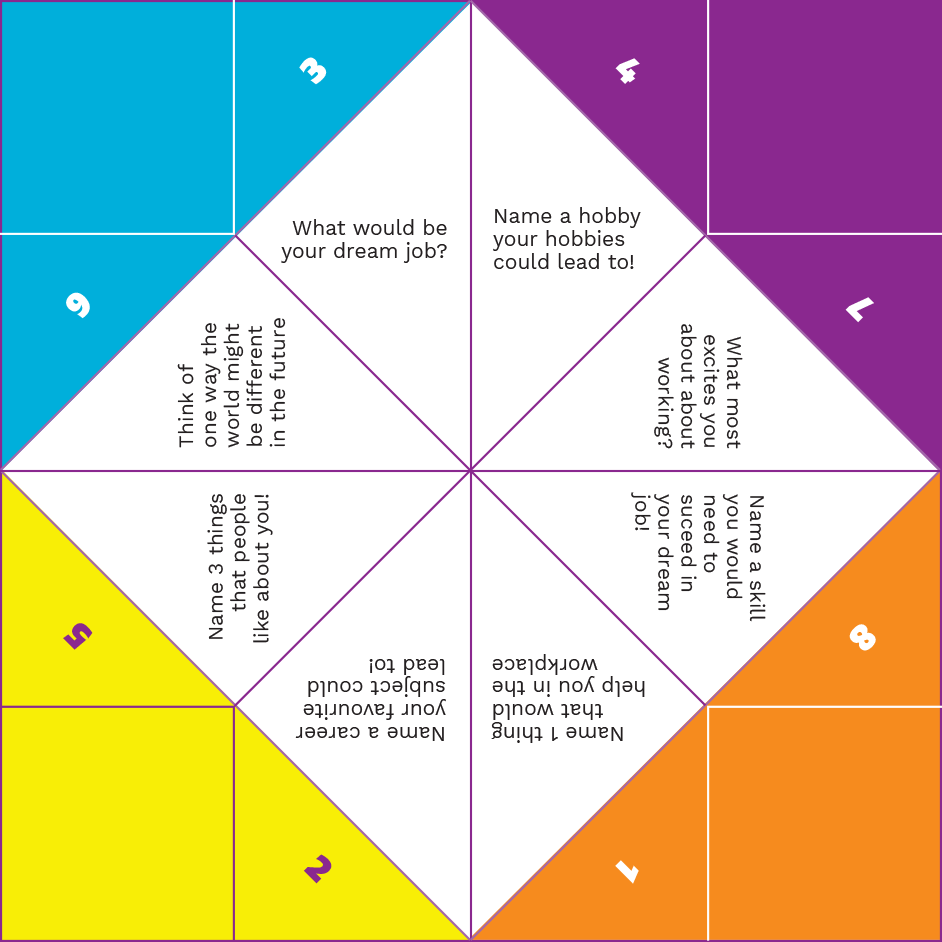 3
4
What would be
your dream job?
Name a hobby
your hobbies
could lead to!
6
7
Think of
one way the
world might
be different
in the future
What most
excites you
about about
working?
Name 3 things
that people
like about you!
Name a skill
you would
need to
suceed in
your dream
job!
5
8
Name a career
your favourite
subject could
lead to!
Name 1 thing
that would
help you in the
workplace
2
1